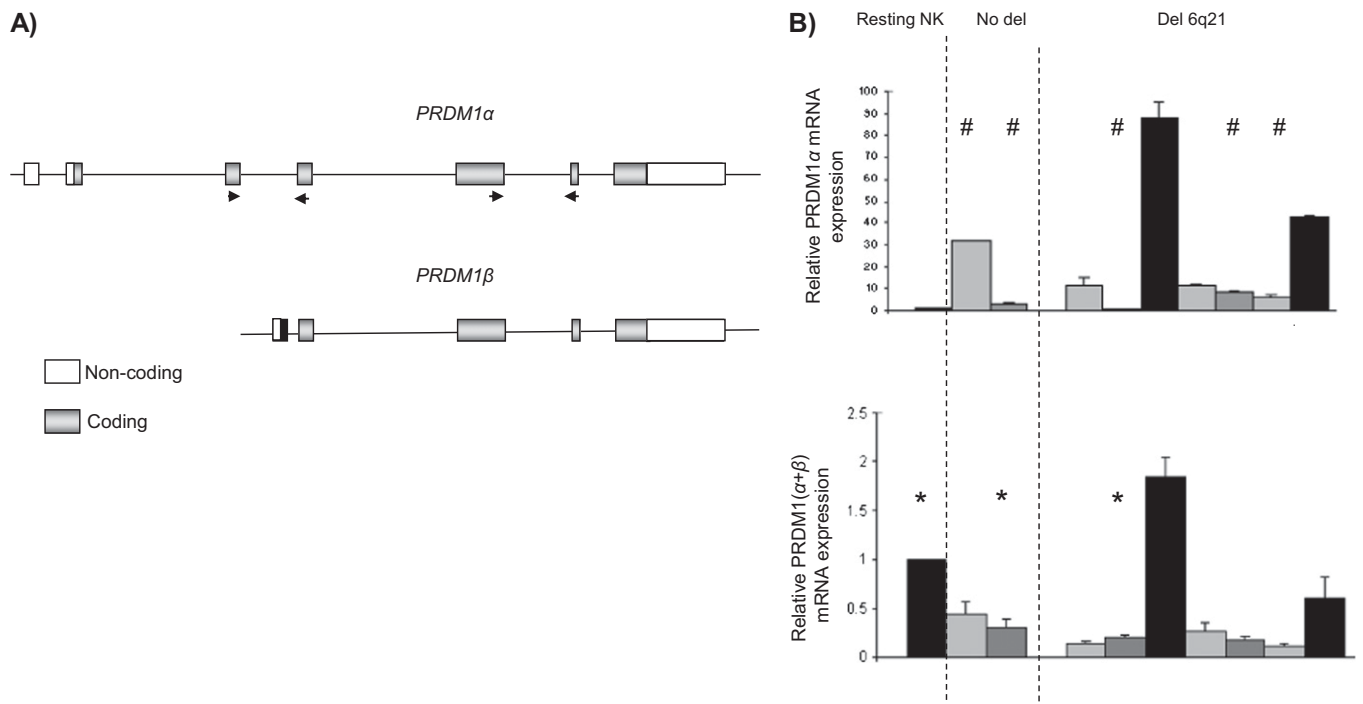 A)
PRDM1α
PRDM1β
Non-coding
Coding
B)
Resting NK
No del
Del 6q21
Relative PRDM1α mRNA
expression
100
90
80
70
60
50
40
30
20
10
0
# # # # #
Relative PRDM1(α+β)
mRNA expression
2.5
2
1.5
1
0.5
0
* * *